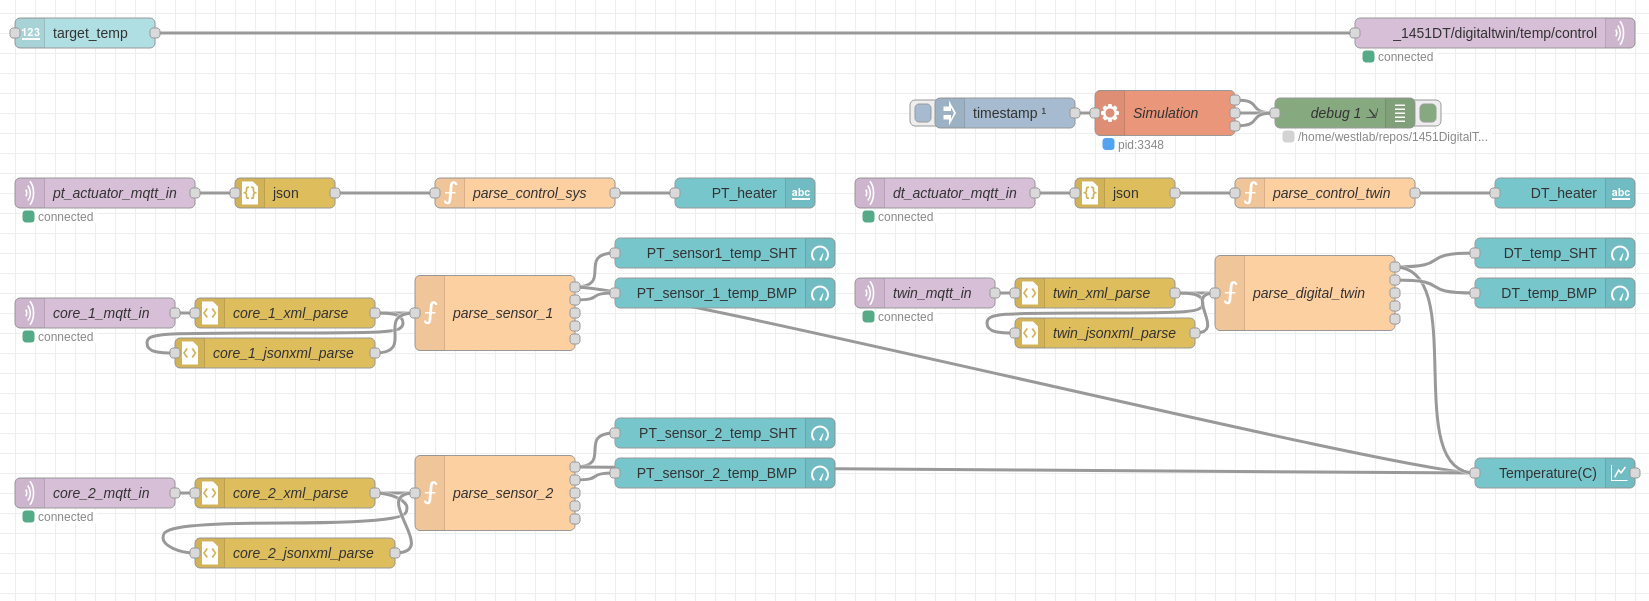 123 target_temp
_1451DT/digitaltwin/temp/control
connected
timestamp ¹
Simulation
debug 1
pid:3348
/home/westlab/repos/1451DigitalT...
pt_actuator_mqtt_in
json
parse_control_sys
PT_heater abc
dt_actuator_mqtt_in
json
parse_control_twin
DT_heater abc
connected
connected
PT_sensor1_temp_SHT
DT_temp_SHT
PT_sensor_1_temp_BMP
twin_mqtt_in
twin_xml_parse
parse_digital_twin
DT_temp_BMP
core_1_mqtt_in
core_1_xml_parse
parse_sensor_1
connected
connected
twin_jsonxml_parse
core_1_jsonxml_parse
PT_sensor_2_temp_SHT
PT_sensor_2_temp_BMP
Temperature(C)
core_2_mqtt_in
core_2_xml_parse
parse_sensor_2
connected
core_2_jsonxml_parse